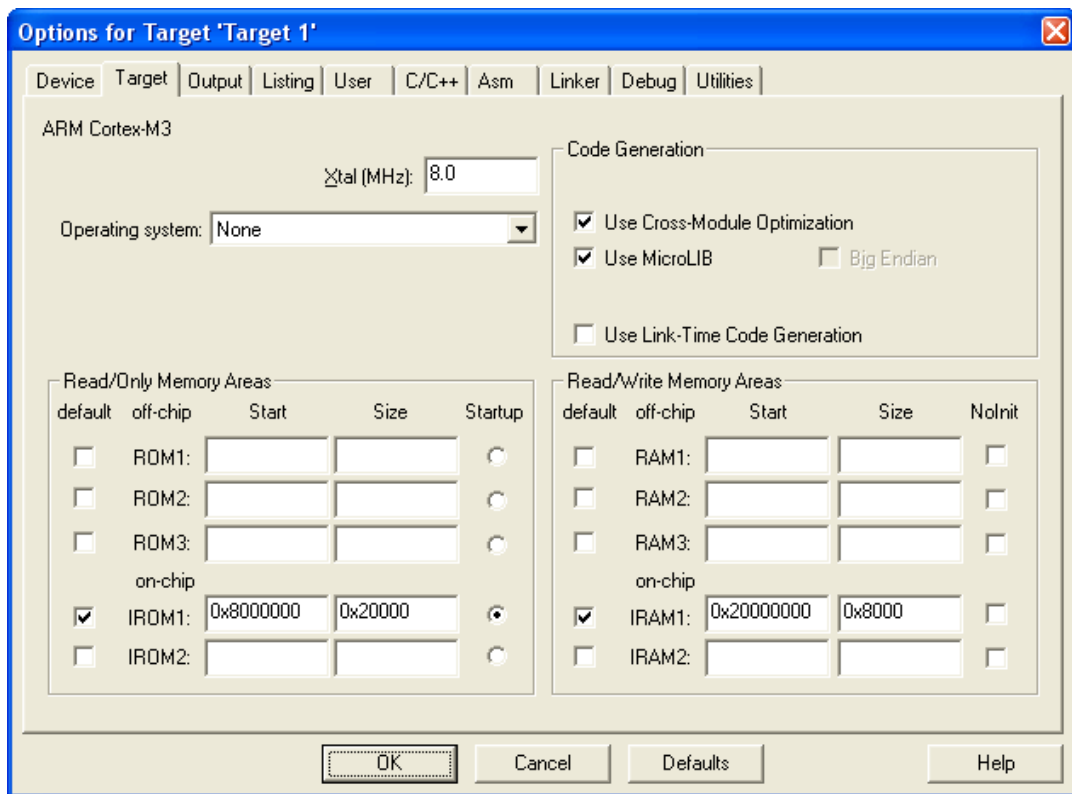 Options for Target 'Target 1'
Device Target Output Listing User C/C++ Asm Linker Debug Utilities
ARM Cortex-M3
Xtal (MHz): 8.0
Operating system: None
Code Generation
Use Cross-Module Optimization
Use MicroLIB Big Endian
Use Link-Time Code Generation
Read/Only Memory Areas
default off-chip Start Size Startup
ROM1:
ROM2:
ROM3:
on-chip
IROM1: 0x8000000 0x20000
IROM2:
Read/Write Memory Areas
default off-chip Start Size NoInit
RAM1:
RAM2:
RAM3:
on-chip
IRAM1: 0x20000000 0x8000
IRAM2:
OK Cancel Defaults Help